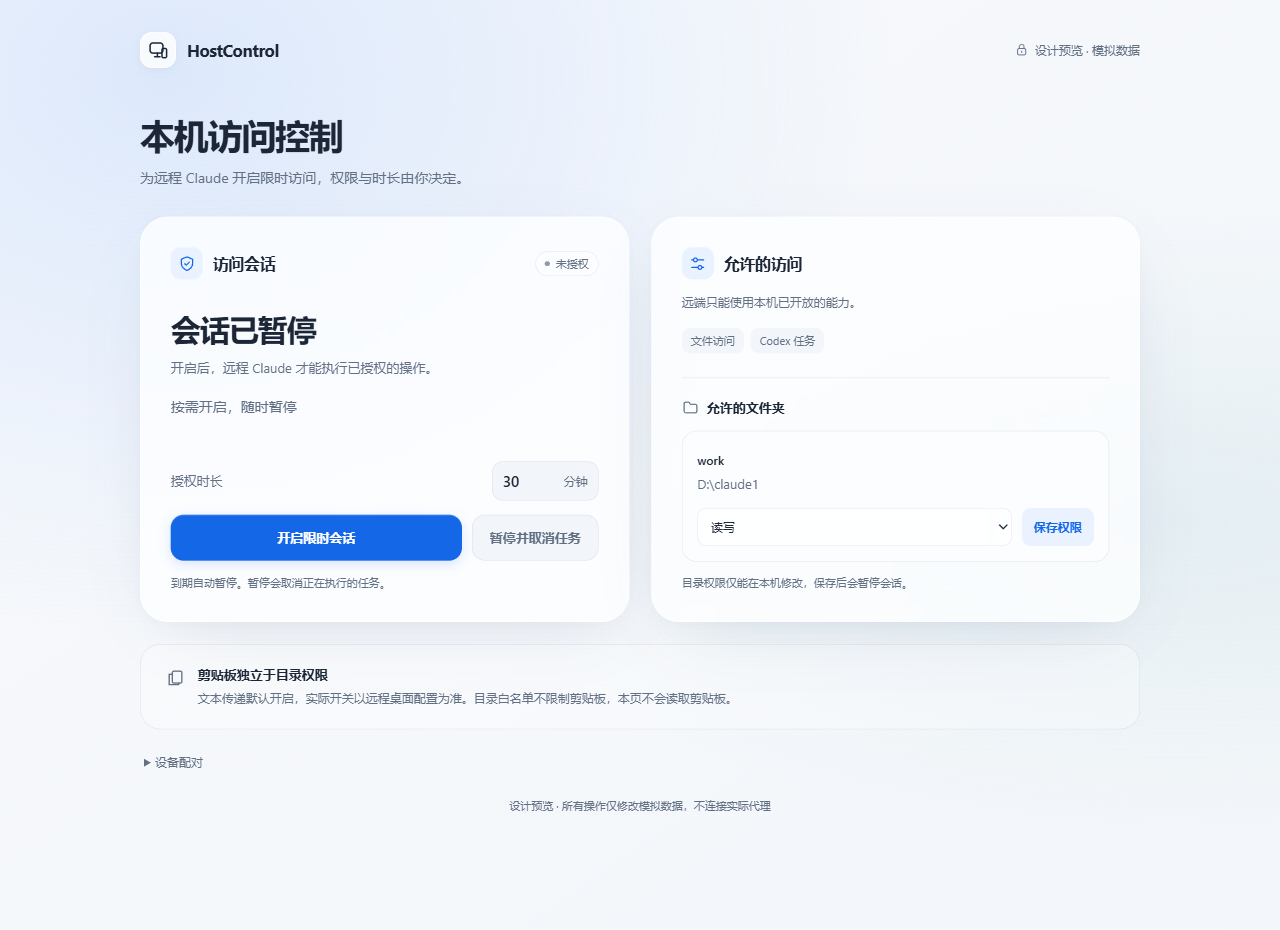 HostControl
设计预览 · 模拟数据
本机访问控制
为远程 Claude 开启限时访问，权限与时长由你决定。
访问会话
未授权
会话已暂停
开启后，远程 Claude 才能执行已授权的操作。
按需开启，随时暂停
授权时长
30
分钟
开启限时会话
暂停并取消任务
到期自动暂停。暂停会取消正在执行的任务。
允许的访问
远端只能使用本机已开放的能力。
文件访问
Codex 任务
允许的文件夹
work
D:\claude1
读写
保存权限
目录权限仅能在本机修改，保存后会暂停会话。
剪贴板独立于目录权限
文本传递默认开启，实际开关以远程桌面配置为准。目录白名单不限制剪贴板，本页不会读取剪贴板。
设备配对
设计预览 · 所有操作仅修改模拟数据，不连接实际代理